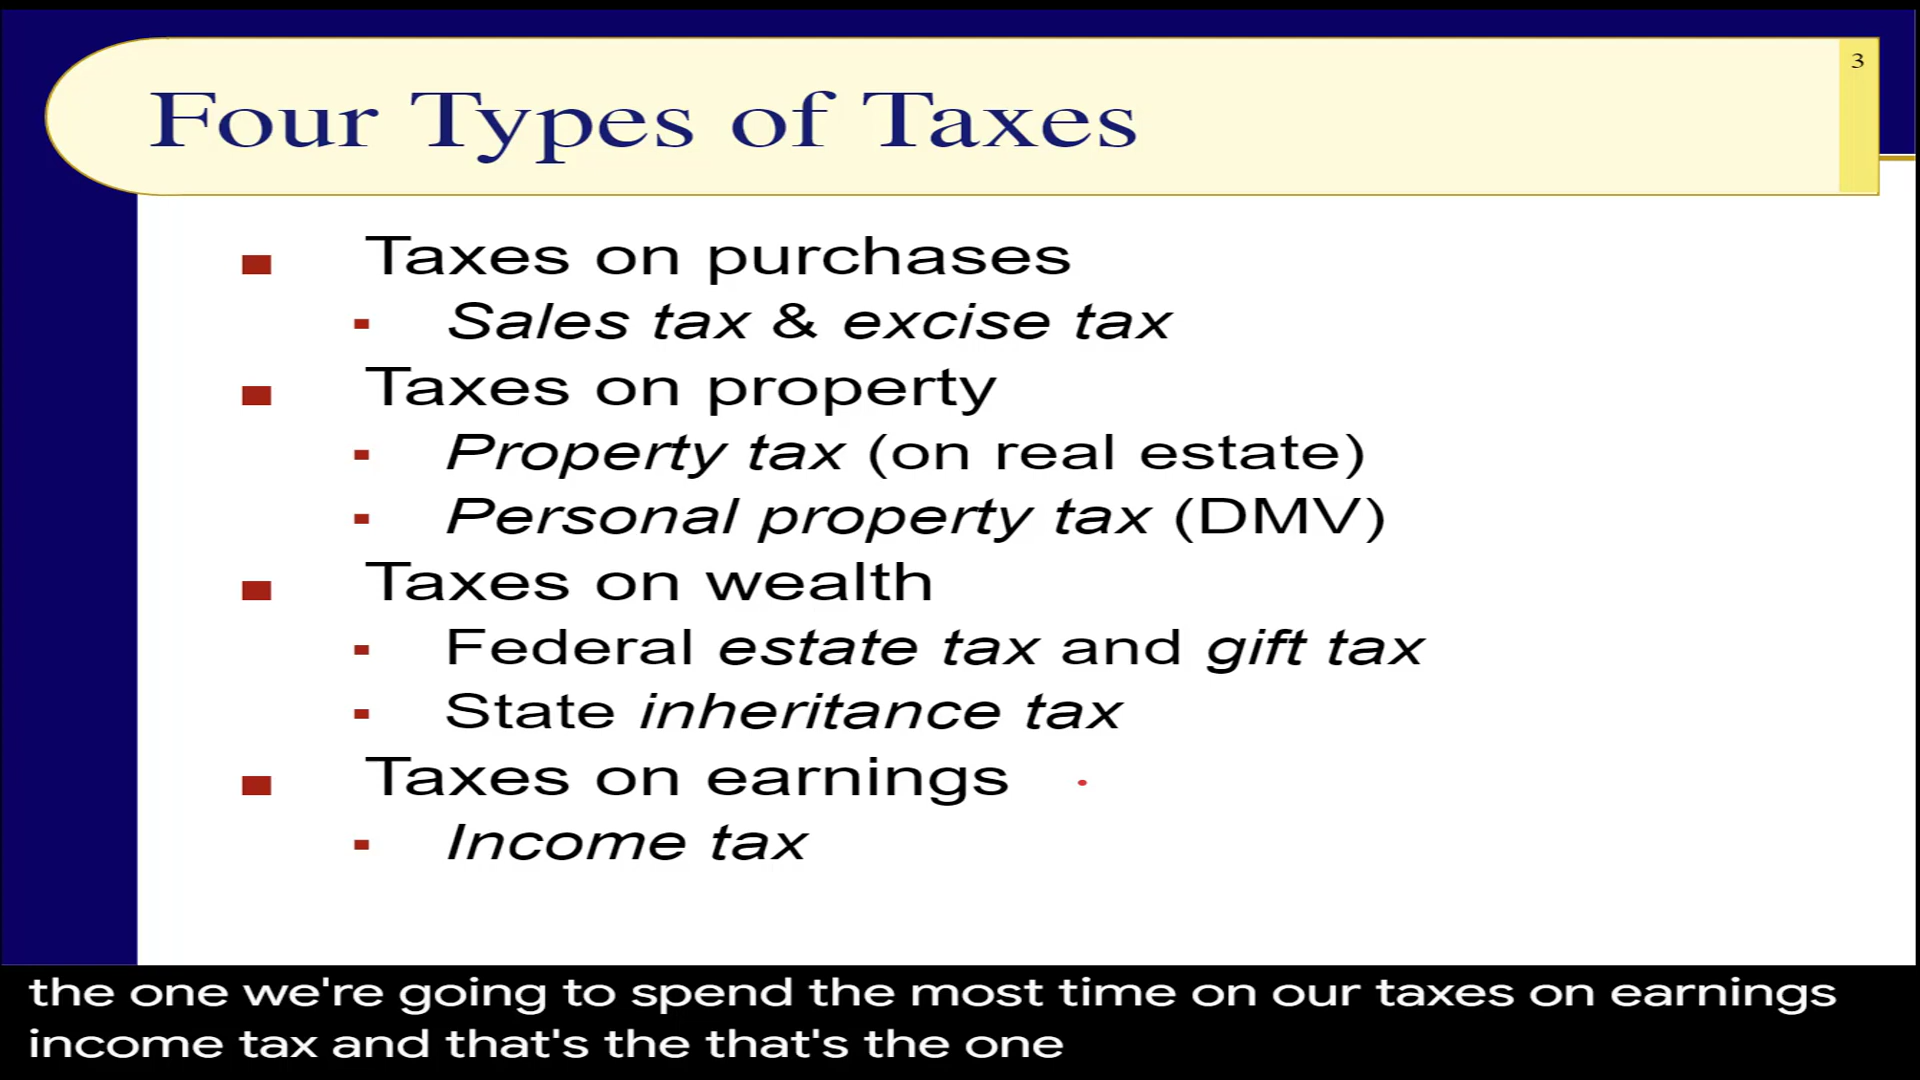 3
Four Types of Taxes
Taxes on purchases
Sales tax & excise tax
Taxes on property
Property tax (on real estate)
Personal property tax (DMV)
Taxes on wealth
Federal estate tax and gift tax
State inheritance tax
Taxes on earnings
Income tax
the one we're going to spend the most time on our taxes on earnings
income tax and that's the that's the one